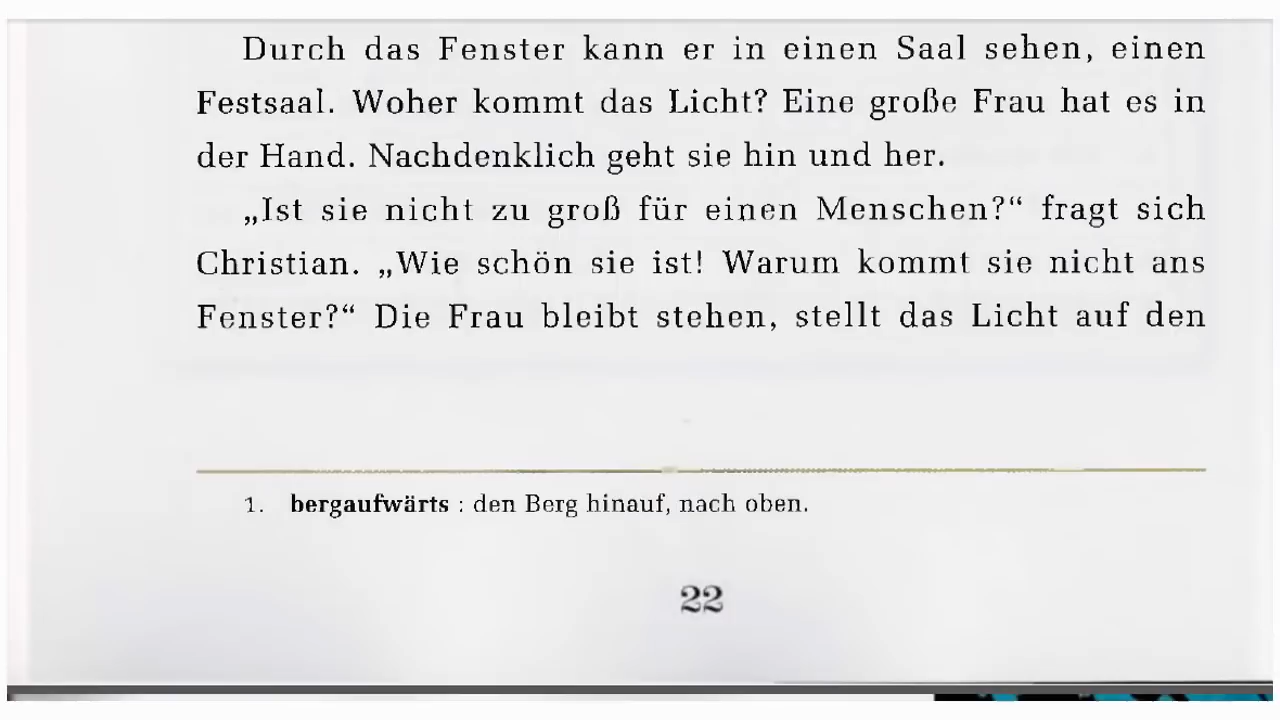 Durch das Fenster kann er in einen Saal sehen, einen
Festsaal. Woher kommt das Licht? Eine große Frau hat es in
der Hand. Nachdenklich geht sie hin und her.
„Ist sie nicht zu groß für einen Menschen?“ fragt sich
Christian. „Wie schön sie ist! Warum kommt sie nicht ans
Fenster?“ Die Frau bleibt stehen, stellt das Licht auf den
1. bergaufwärts : den Berg hinauf, nach oben.
22